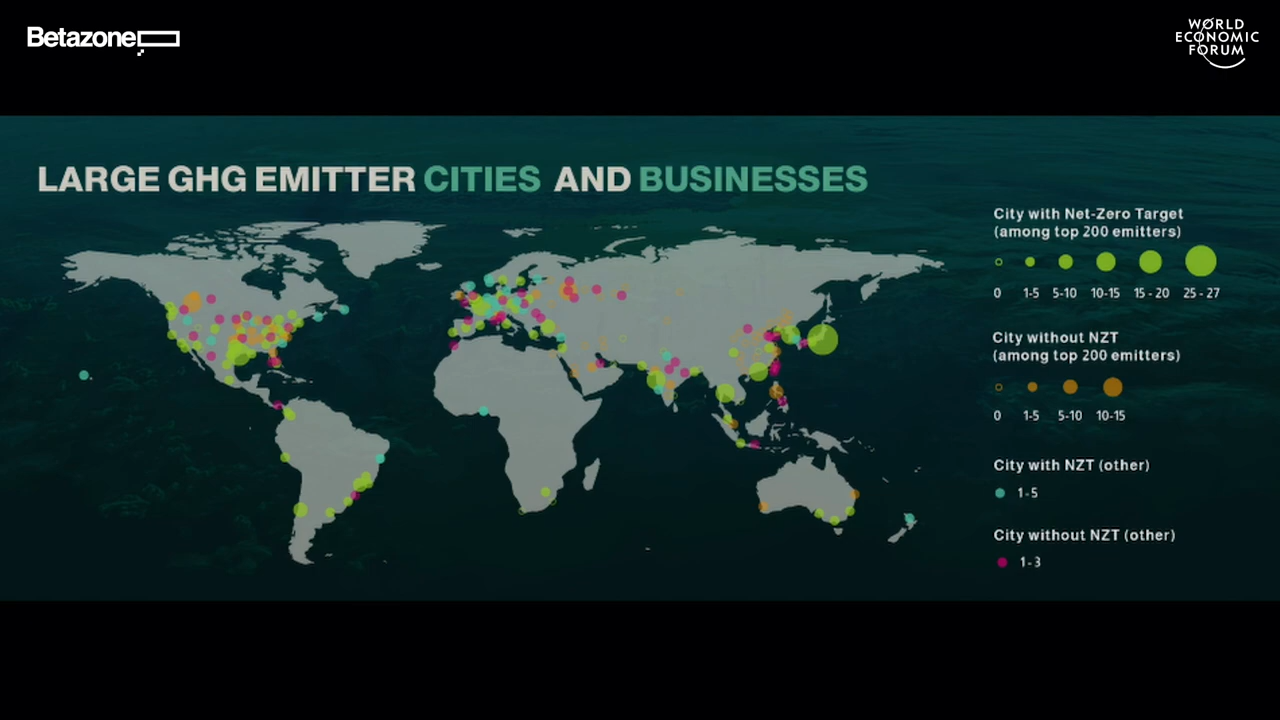 Betazone
WORLD
ECONOMIC
FORUM
LARGE GHG EMITTER CITIES AND BUSINESSES
City with Net-Zero Target
(among top 200 emitters)
0 1-5 5-10 10-15 15 - 20 25 - 27
City without NZT
(among top 200 emitters)
0 1-5 5-10 10-15
City with NZT (other)
1-5
City without NZT (other)
1-3